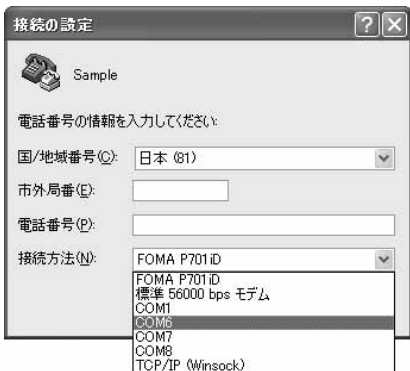 接続の設定
Sample
電話番号の情報を入力してください:
国/地域番号(C): 日本 (81)
市外局番(E):
電話番号(P):
接続方法(N): FOMA P701iD
FOMA P701iD
標準 56000 bps モデム
COM1
COM6
COM7
COM8
TCP/IP (Winsock)